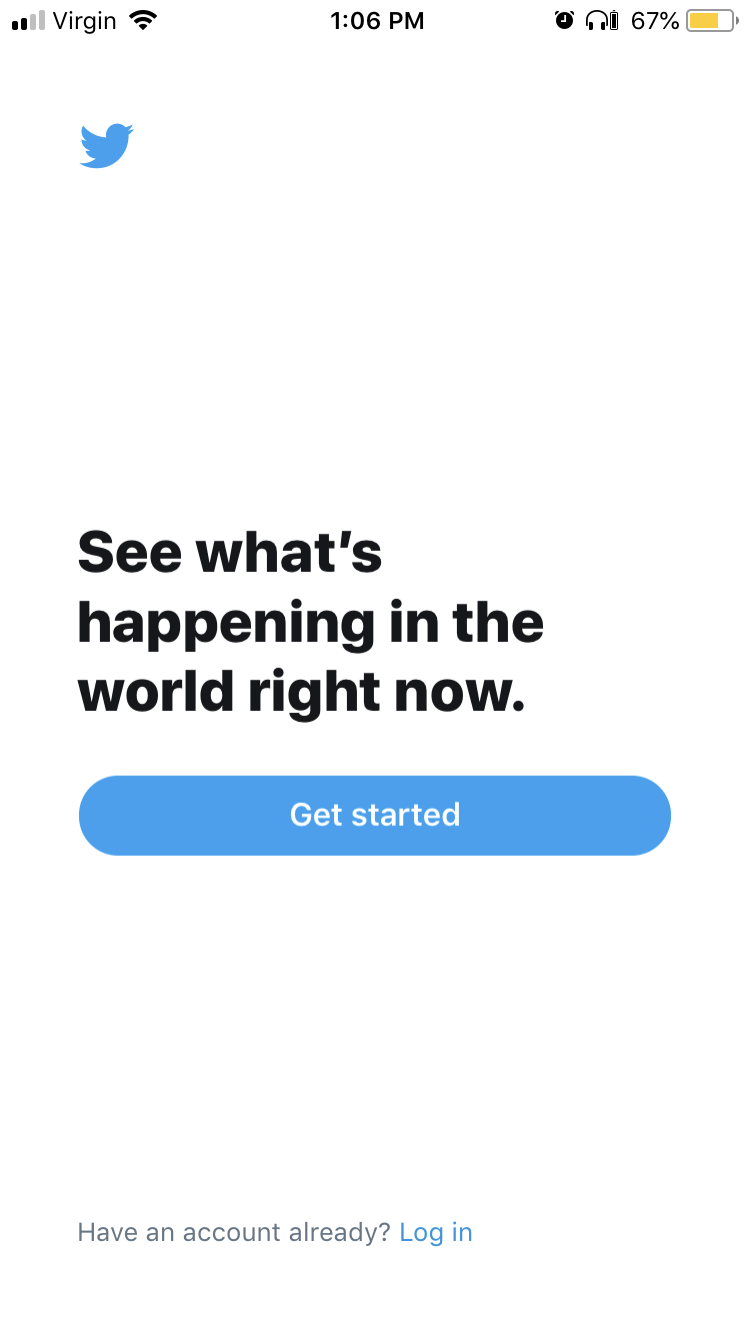 Virgin 1:06 PM 67%
See what’s
happening in the
world right now.
Get started
Have an account already? Log in